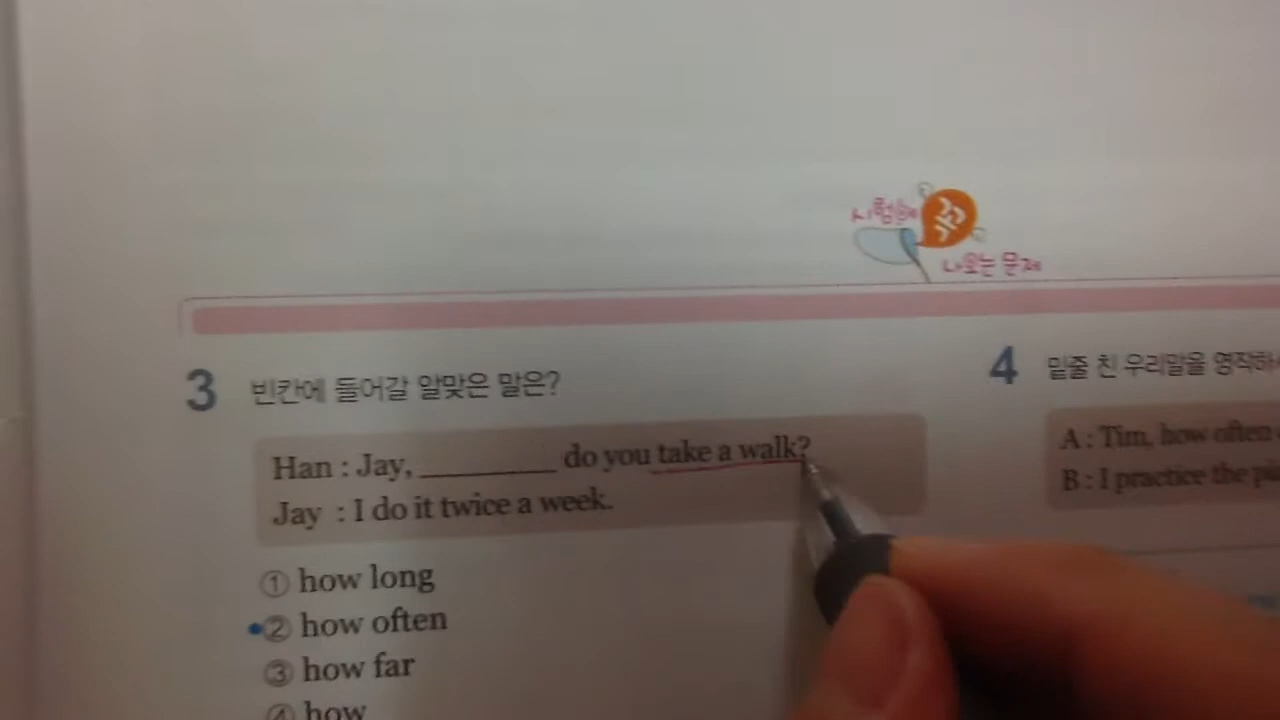 시험에 꼭
나오는 문제
3 빈칸에 들어갈 알맞은 말은?
Han : Jay, __________ do you take a walk?
Jay : I do it twice a week.
① how long
② how often
③ how far
④ how
4 밑줄 친 우리말을 영작하
A : Tim, how often
B : I practice the